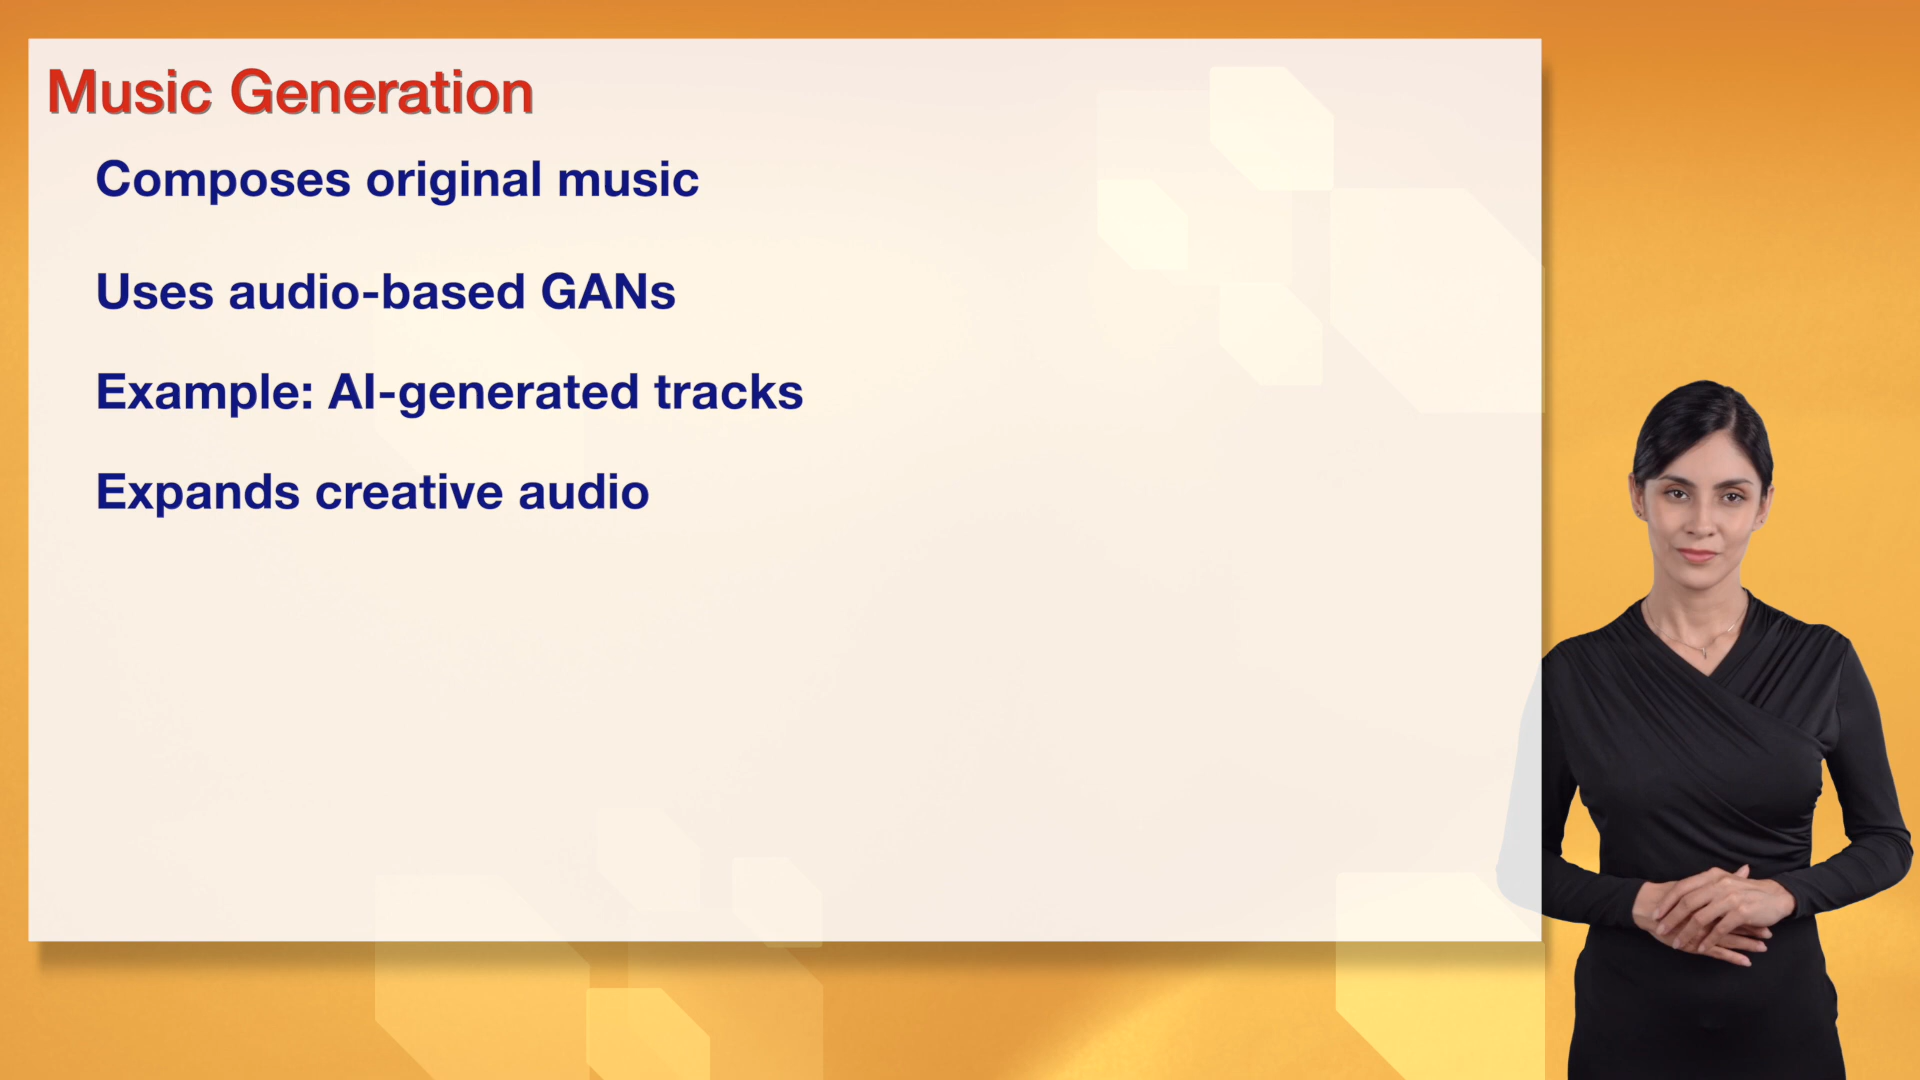 Music Generation
Composes original music
Uses audio-based GANs
Example: AI-generated tracks
Expands creative audio